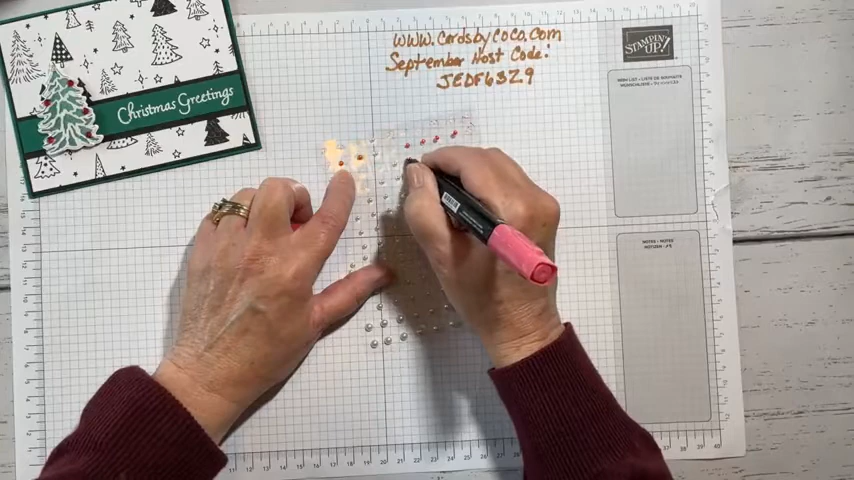 www.CardsbyCoCo.Com
September Host Code:
JEDF63Z9
STAMPIN' UP!
Christmas Greetings